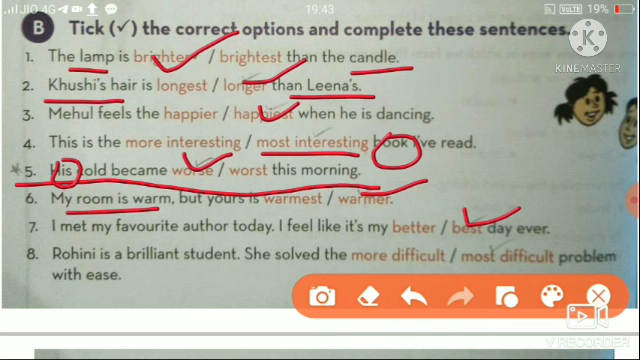 JIO 4G
19:43
VOLTE 19%
B Tick (✓) the correct options and complete these sentences.
1. The lamp is brighter / brightest than the candle.
2. Khushi's hair is longest / longer than Leena's.
3. Mehul feels the happier / happiest when he is dancing.
4. This is the more interesting / most interesting book I've read.
5. His cold became worse / worst this morning.
6. My room is warm, but yours is warmest / warmer.
7. I met my favourite author today. I feel like it's my better / best day ever.
8. Rohini is a brilliant student. She solved the more difficult / most difficult problem
with ease.
KINEMASTER
V RECORDER